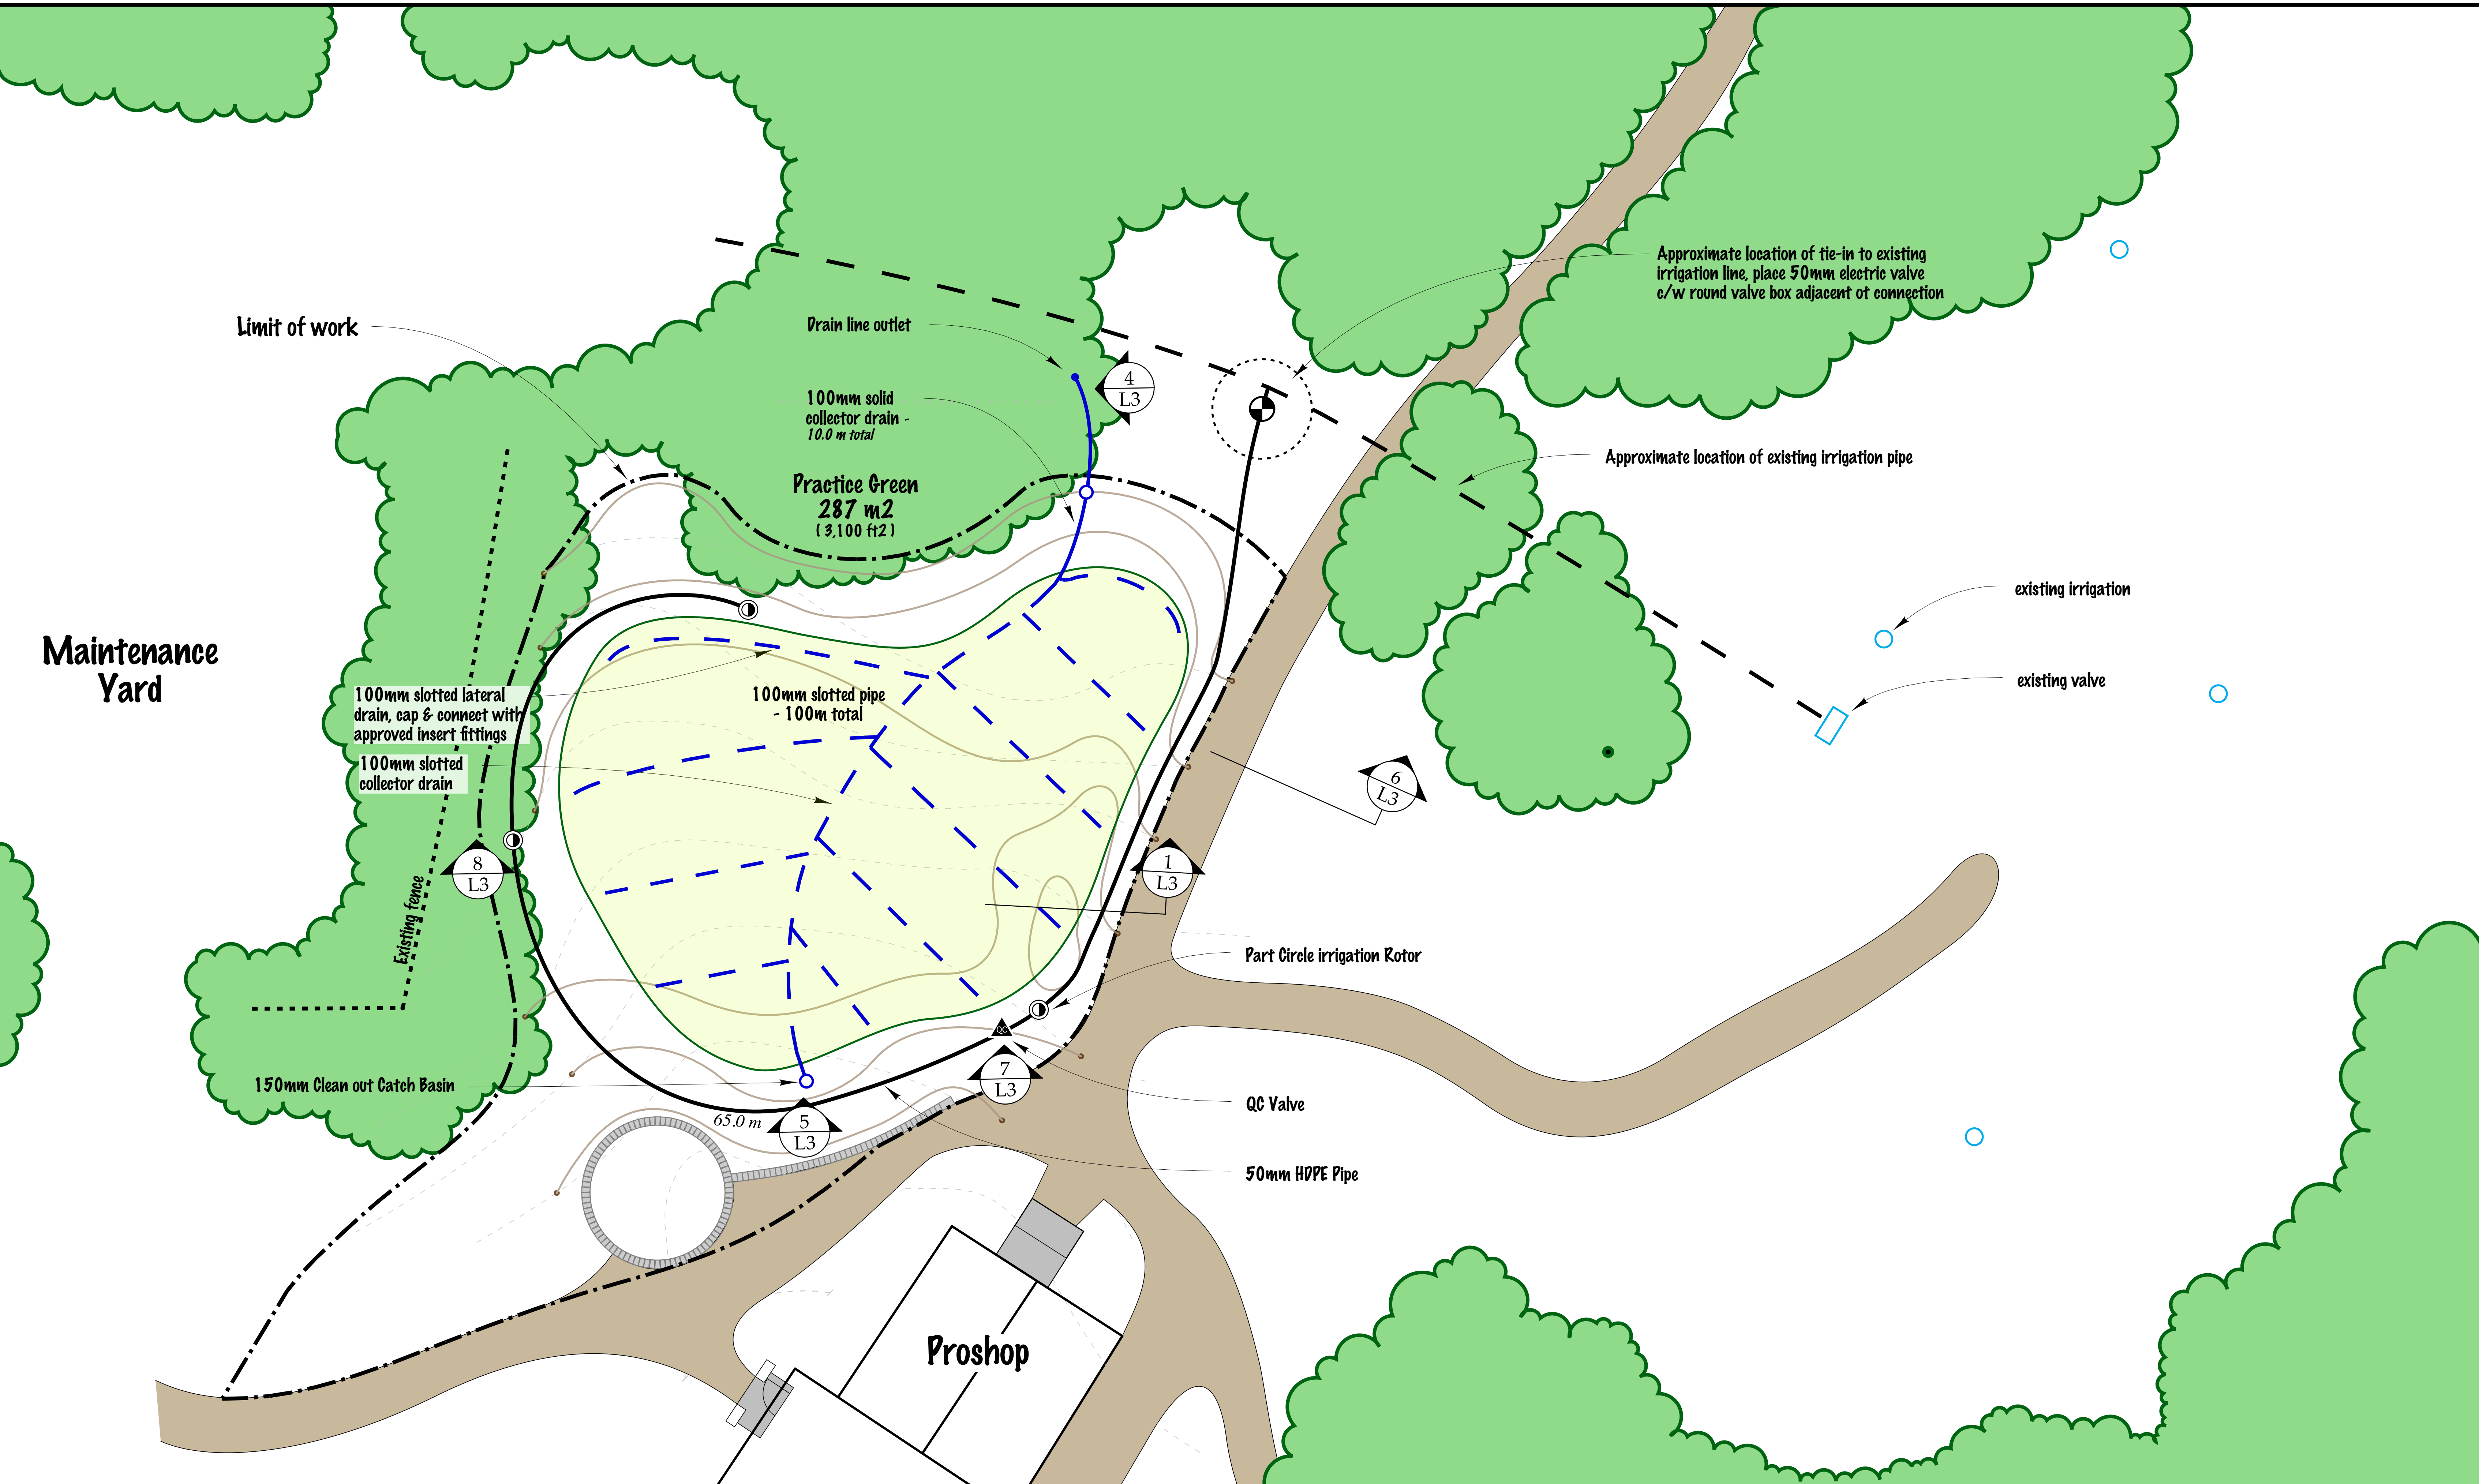 Approximate location of tie-in to existing
irrigation line, place 50mm electric valve
c/w round valve box adjacent ot connection
Limit of work
Drain line outlet
4
L3
100mm solid
collector drain -
10.0 m total
Approximate location of existing irrigation pipe
Practice Green
287 m2
( 3,100 ft2 )
existing irrigation
Maintenance
Yard
existing valve
100mm slotted lateral
drain, cap & connect with
approved insert fittings
100mm slotted pipe
- 100m total
100mm slotted
collector drain
6
L3
8
L3
1
L3
Existing fence
Part Circle irrigation Rotor
QC
150mm Clean out Catch Basin
7
L3
QC Valve
65.0 m
5
L3
50mm HDPE Pipe
Proshop